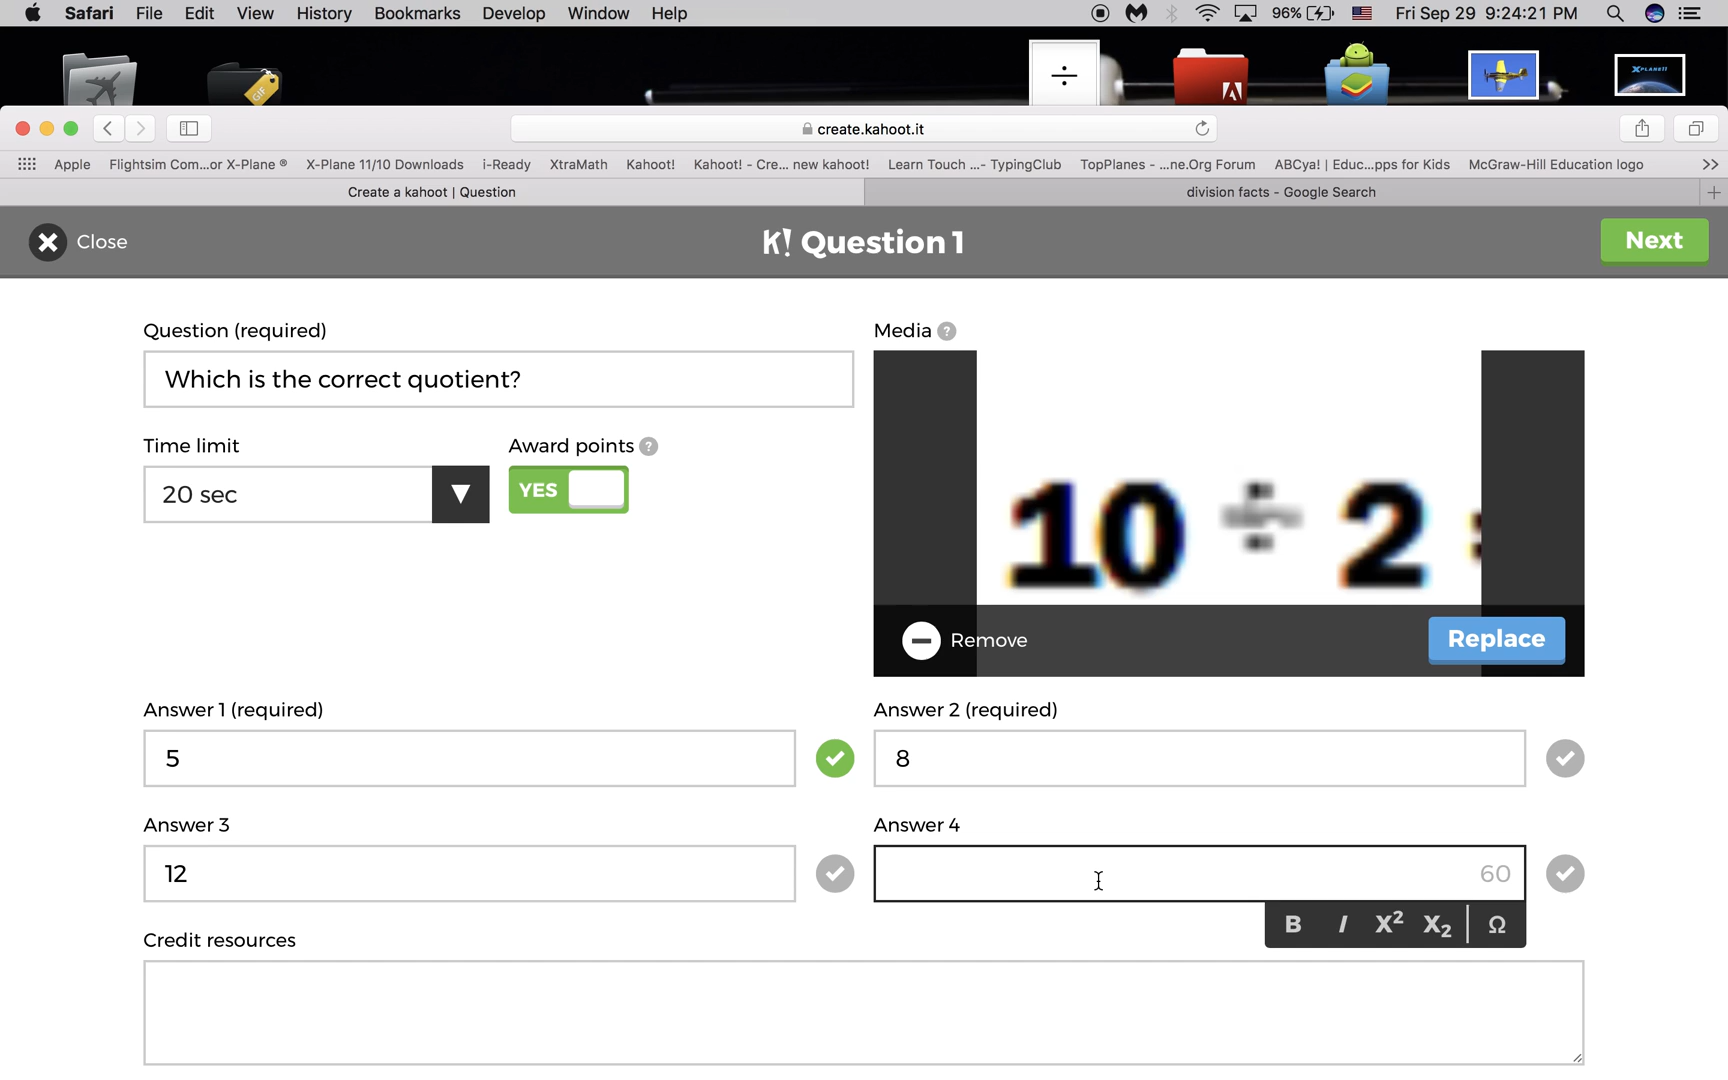 Safari File Edit View History Bookmarks Develop Window Help 96% Fri Sep 29 9:24:21 PM
GIF
÷
XPLANE11
create.kahoot.it
Apple Flightsim Com...or X-Plane ® X-Plane 11/10 Downloads i-Ready XtraMath Kahoot! Kahoot! - Cre... new kahoot! Learn Touch ...- TypingClub TopPlanes - ...ne.Org Forum ABCya! | Educ...pps for Kids McGraw-Hill Education logo >>
Create a kahoot | Question division facts - Google Search +
Close K! Question 1 Next
Question (required) Media ?
Which is the correct quotient?
Time limit Award points ?
20 sec YES
10 ÷ 2
Remove Replace
Answer 1 (required) Answer 2 (required)
5 8
Answer 3 Answer 4
12 60
B I X² X₂ Ω
Credit resources